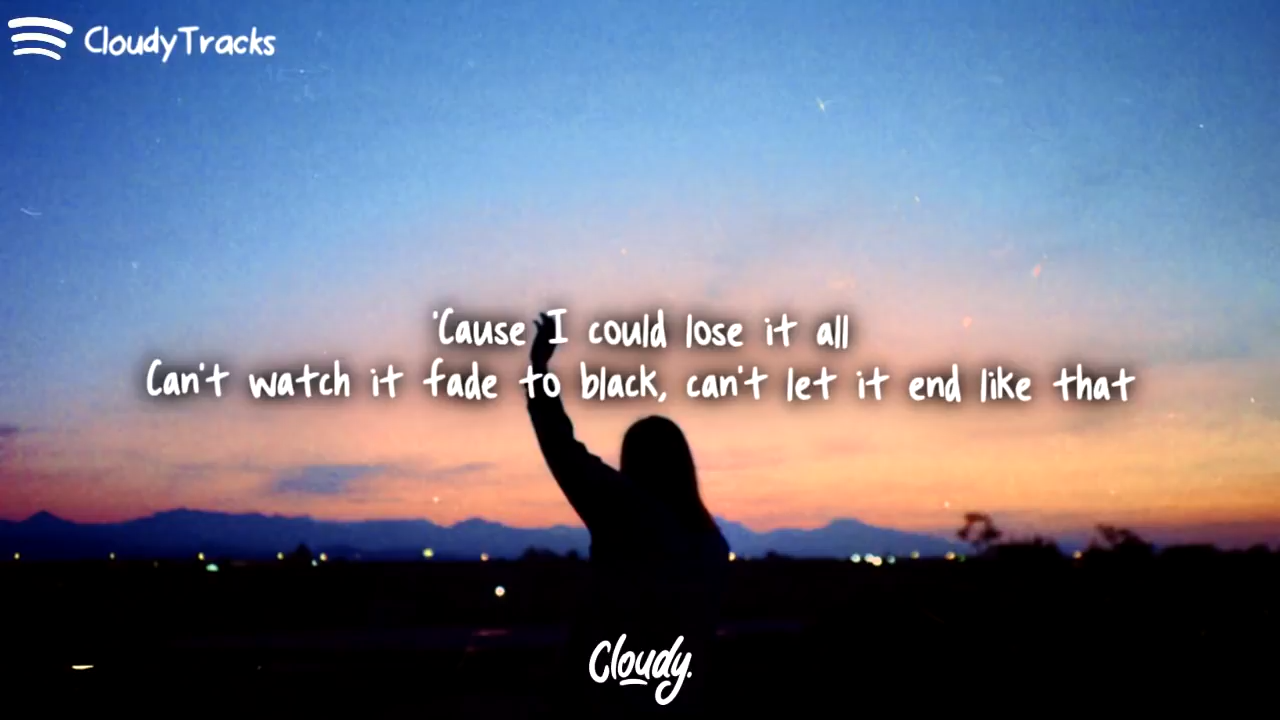 CloudyTracks
'Cause I could lose it all
Can't watch it fade to black, can't let it end like that
Cloudy.